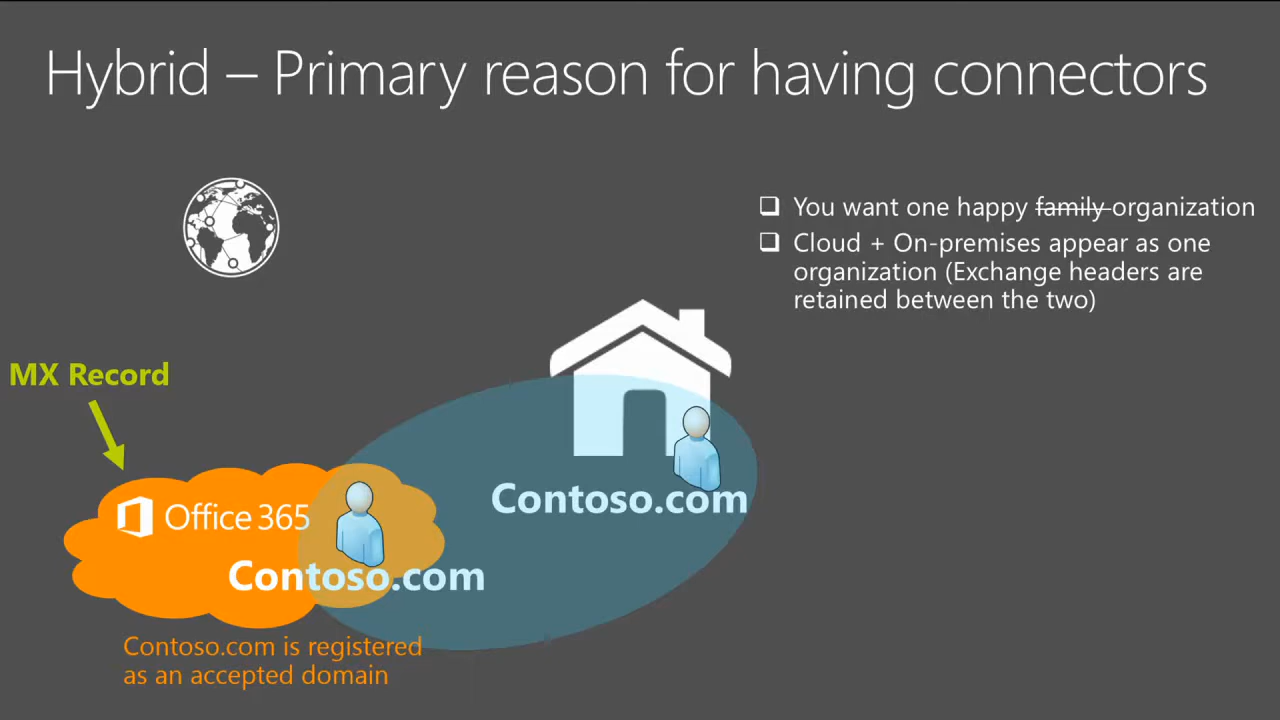 Hybrid – Primary reason for having connectors
❑ You want one happy family organization
❑ Cloud + On-premises appear as one
organization (Exchange headers are
retained between the two)
MX Record
Office 365
Contoso.com
Contoso.com
Contoso.com is registered
as an accepted domain